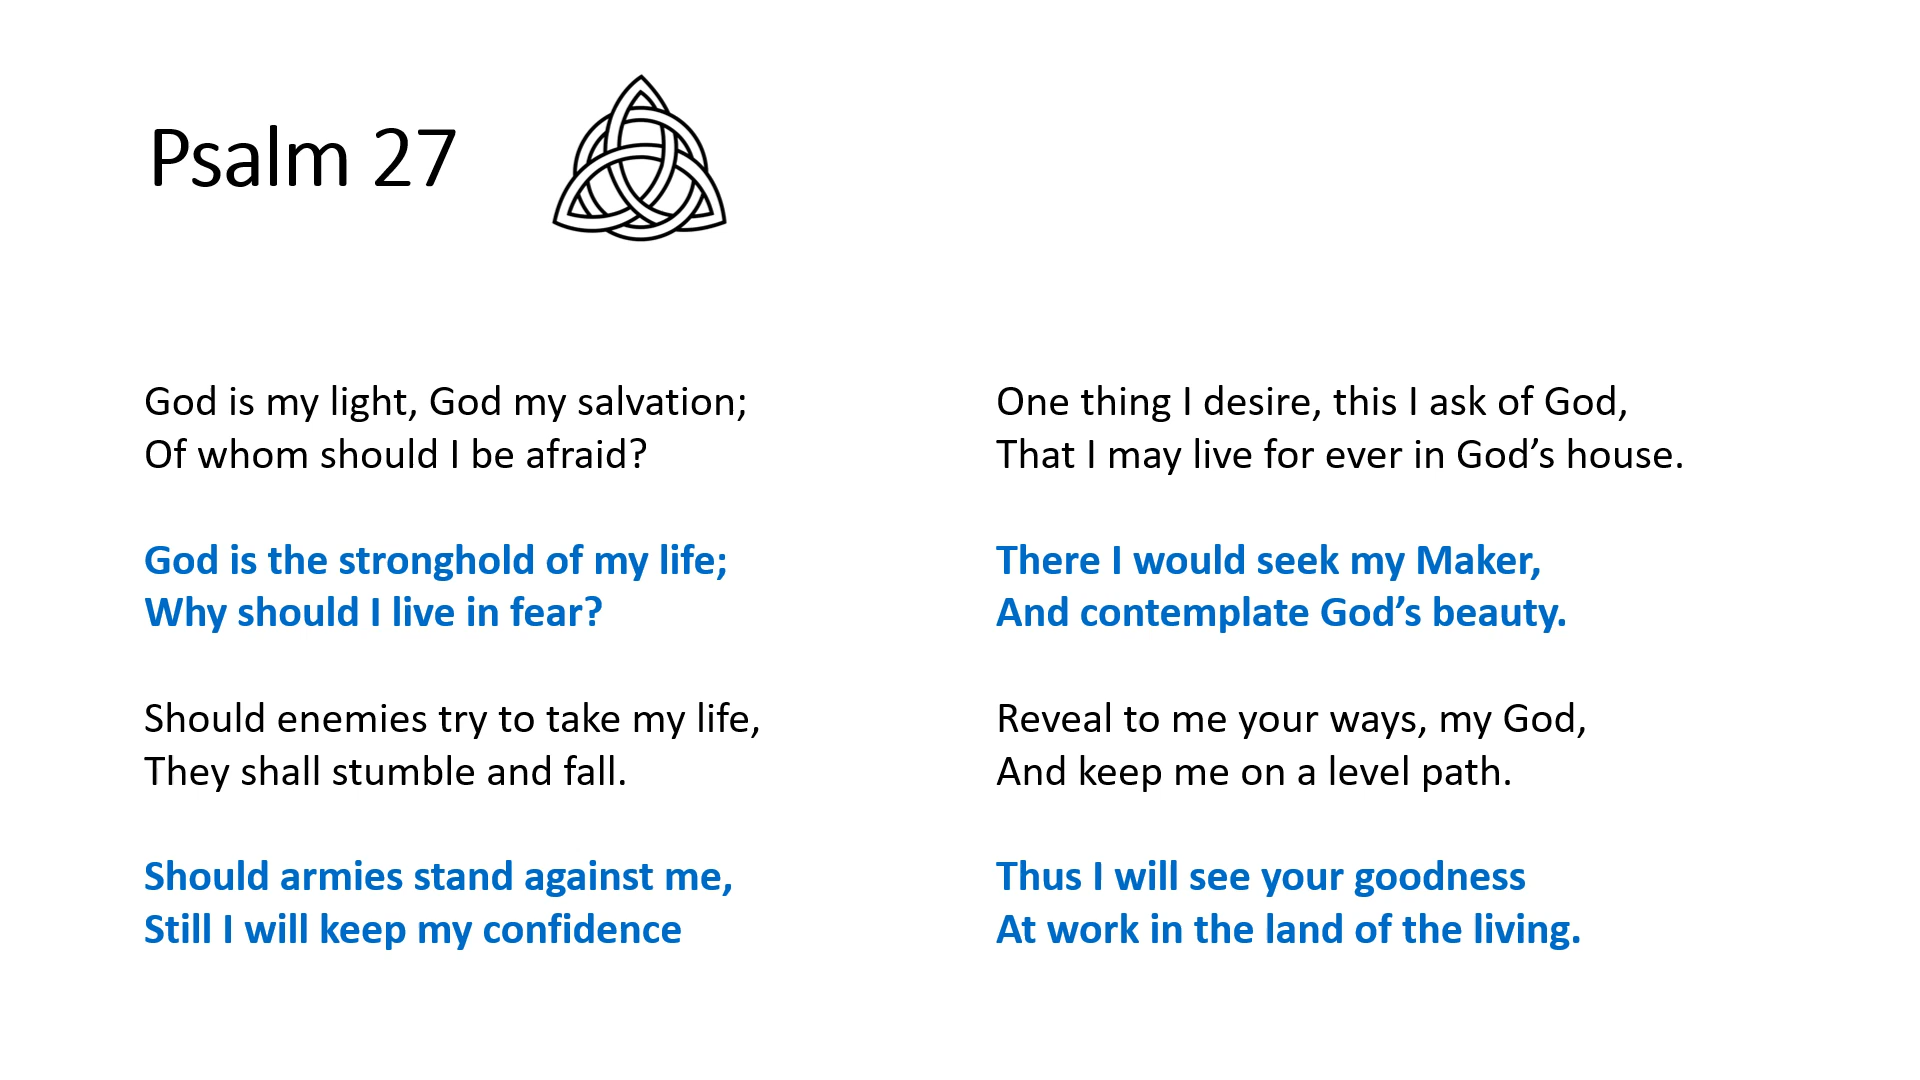 Psalm 27
God is my light, God my salvation;
Of whom should I be afraid?
God is the stronghold of my life;
Why should I live in fear?
Should enemies try to take my life,
They shall stumble and fall.
Should armies stand against me,
Still I will keep my confidence
One thing I desire, this I ask of God,
That I may live for ever in God’s house.
There I would seek my Maker,
And contemplate God’s beauty.
Reveal to me your ways, my God,
And keep me on a level path.
Thus I will see your goodness
At work in the land of the living.